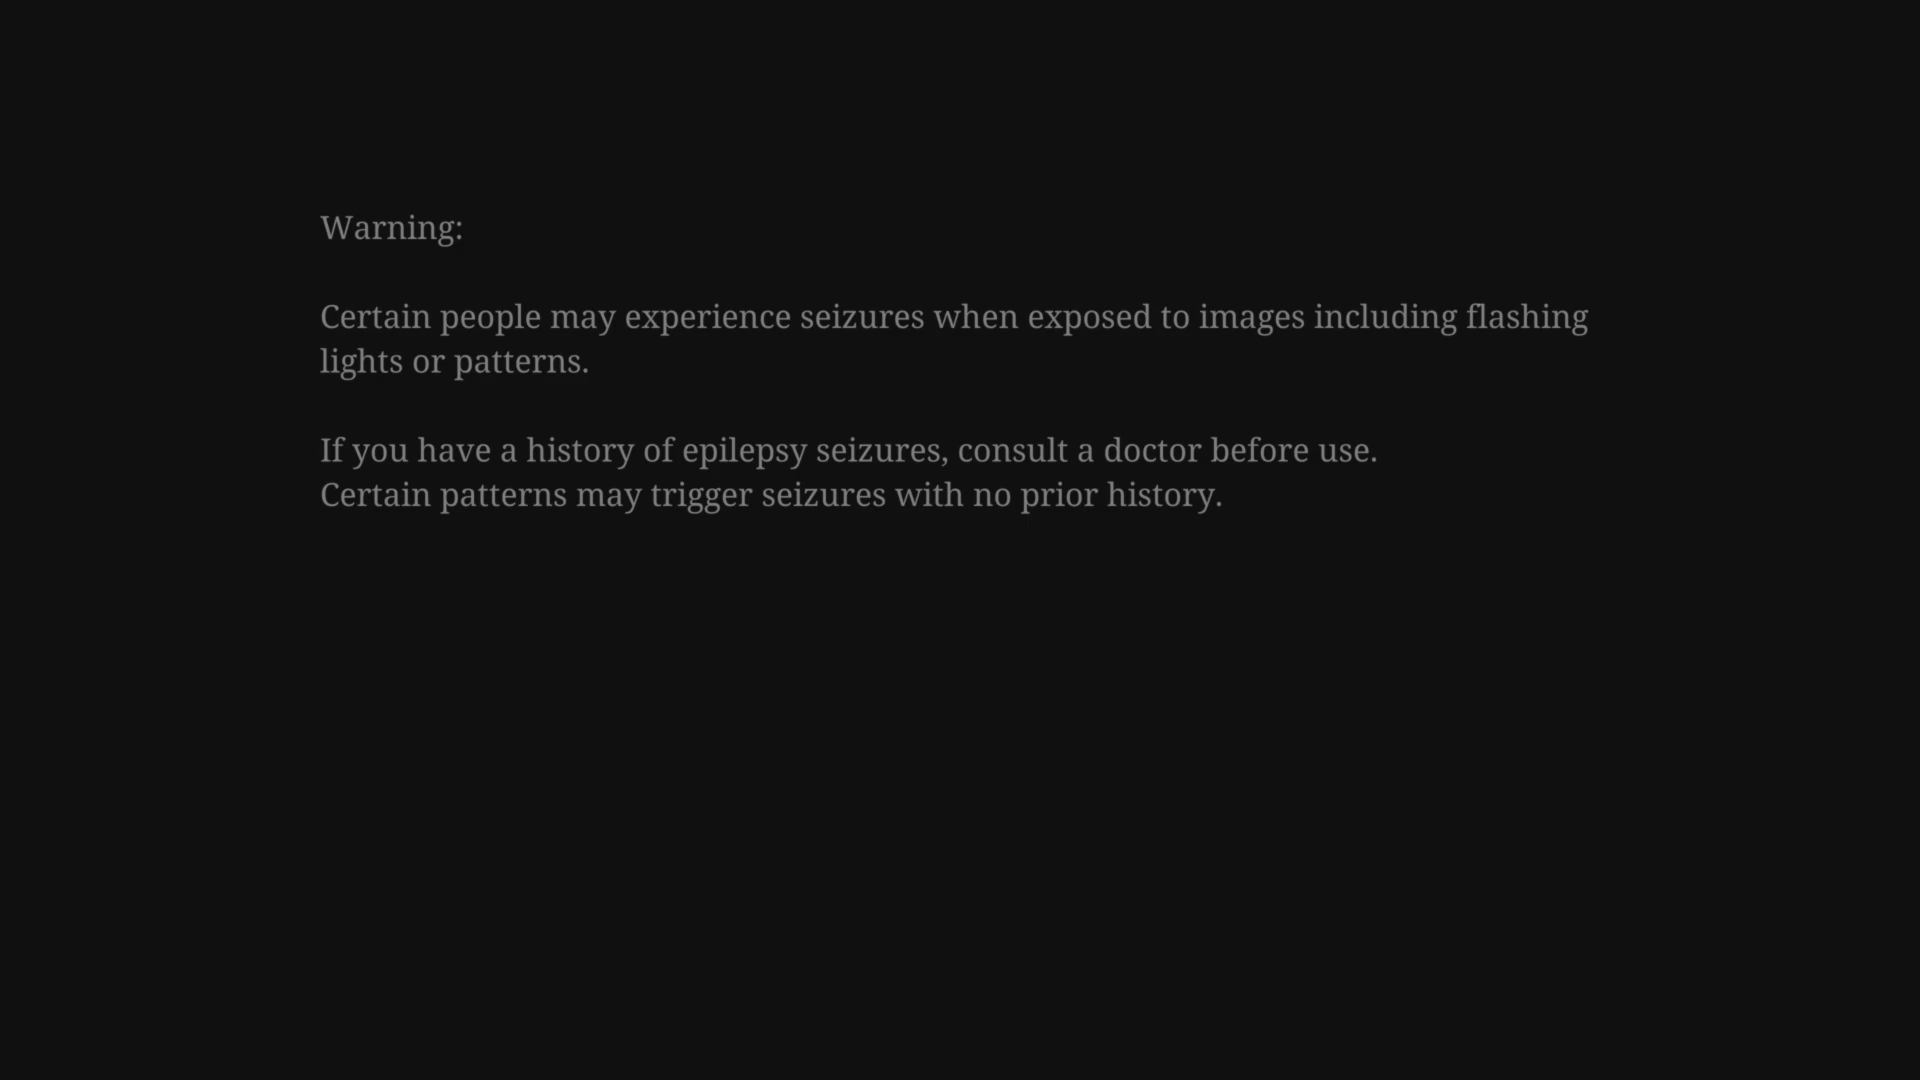 Warning:
Certain people may experience seizures when exposed to images including flashing
lights or patterns.
If you have a history of epilepsy seizures, consult a doctor before use.
Certain patterns may trigger seizures with no prior history.